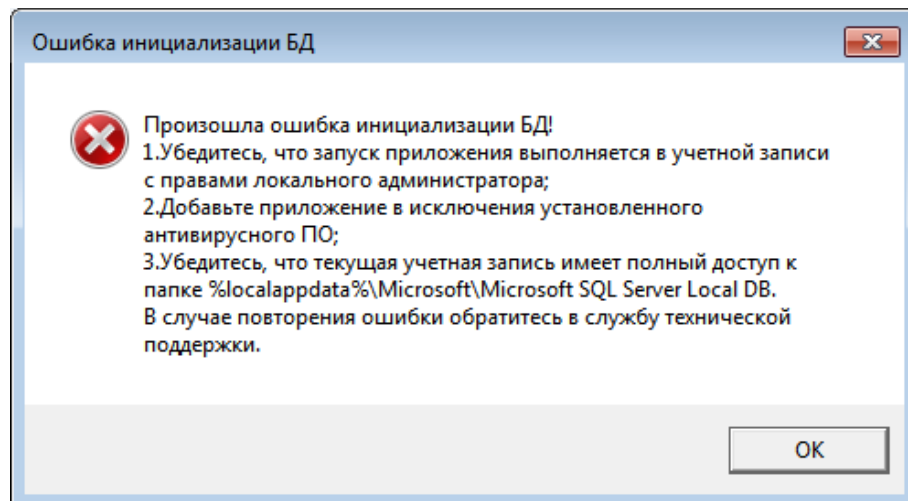 Ошибка инициализации БД
Произошла ошибка инициализации БД!
1.Убедитесь, что запуск приложения выполняется в учетной записи
с правами локального администратора;
2.Добавьте приложение в исключения установленного
антивирусного ПО;
3.Убедитесь, что текущая учетная запись имеет полный доступ к
папке %localappdata%\Microsoft\Microsoft SQL Server Local DB.
В случае повторения ошибки обратитесь в службу технической
поддержки.
ОК